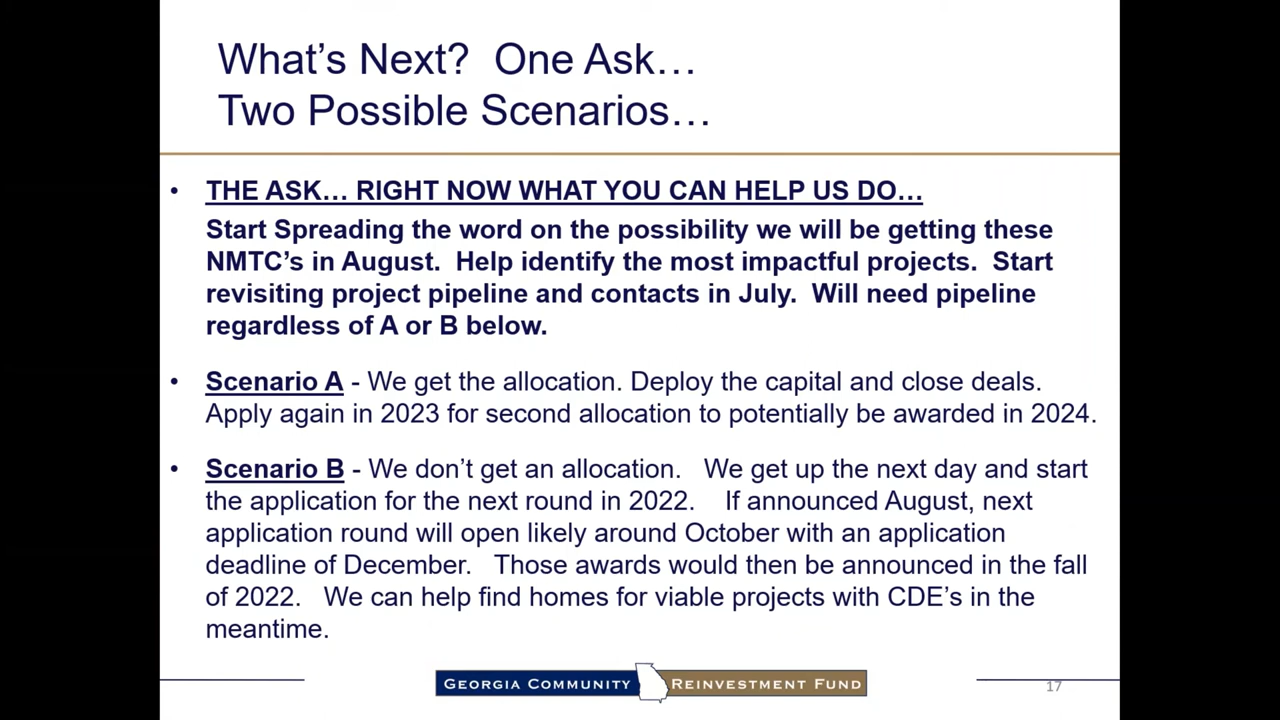 What’s Next?  One Ask…
Two Possible Scenarios…
• THE ASK… RIGHT NOW WHAT YOU CAN HELP US DO…
Start Spreading the word on the possibility we will be getting these
NMTC’s in August.  Help identify the most impactful projects.  Start
revisiting project pipeline and contacts in July.  Will need pipeline
regardless of A or B below.
• Scenario A - We get the allocation. Deploy the capital and close deals.
Apply again in 2023 for second allocation to potentially be awarded in 2024.
• Scenario B - We don’t get an allocation.   We get up the next day and start
the application for the next round in 2022.    If announced August, next
application round will open likely around October with an application
deadline of December.   Those awards would then be announced in the fall
of 2022.   We can help find homes for viable projects with CDE’s in the
meantime.
GEORGIA COMMUNITY REINVESTMENT FUND
17